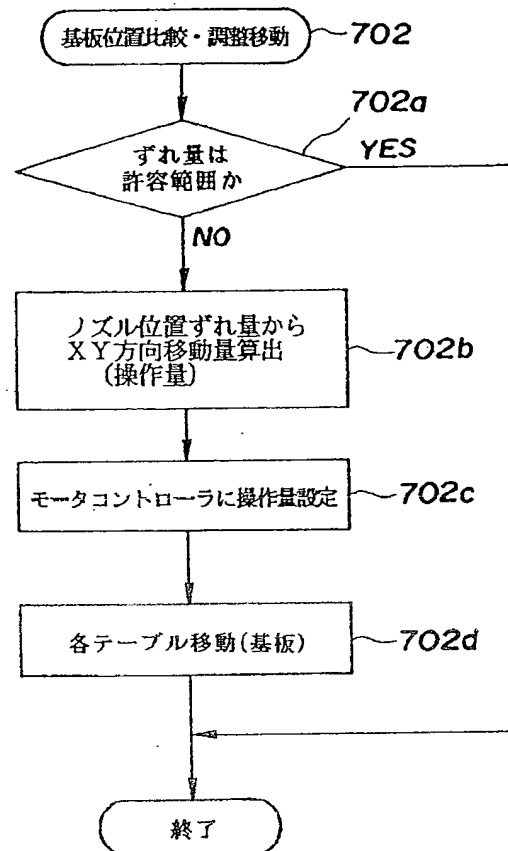 基板位置比較・調整移動
702
702a
ずれ量は
許容範囲か
YES
NO
ノズル位置ずれ量から
XY方向移動量算出
(操作量)
702b
モータコントローラに操作量設定
702c
各テーブル移動(基板)
702d
終了